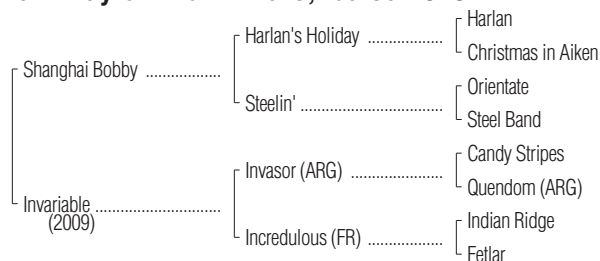 Harlan
Harlan's Holiday
Christmas in Aiken
Shanghai Bobby
Orientate
Steelin'
Steel Band
Candy Stripes
Invasor (ARG)
Quendom (ARG)
Invariable
(2009)
Indian Ridge
Incredulous (FR)
Fetlar